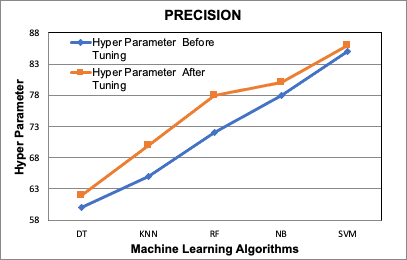 PRECISION
88
83
78
73
68
63
58
Hyper Parameter
Hyper Parameter Before
Tuning
Hyper Parameter After
Tuning
DT KNN RF NB SVM
Machine Learning Algorithms